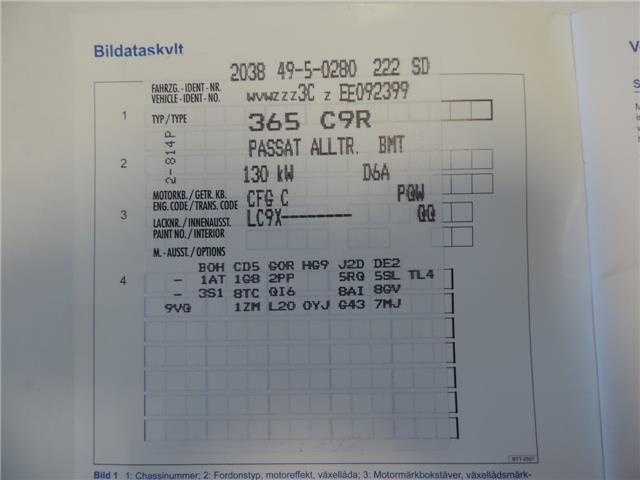 Bildataskylt
2038 49-5-0280 222 SD
FAHRZG.-IDENT-NR.
VEHICLE-IDENT-NO.
WVWZZZ3C Z EE092399
1
TYP/TYPE
365 C9R
2-814P
PASSAT ALLTR. BMT
2
130 kW D6A
MOTORKB./GETR.KB.
ENG.CODE/TRANS.CODE
CFG C PQW
3
LACKNR./INNENAUSST.
PAINT NO./INTERIOR
LC9X-------- QQ
M.-AUSST./OPTIONS
B0H CD5 G0R HG9 J2D DE2
4
- 1AT 1G8 2PP 5RQ 5SL TL4
- 3S1 8TC QI6 8AI 8GV
9VQ 1ZM L20 0YJ G43 7MJ
Bild 1 1: Chassinummer; 2: Fordonstyp, motoreffekt, växellåda; 3: Motormärkbokstäver, växellådsmärk-